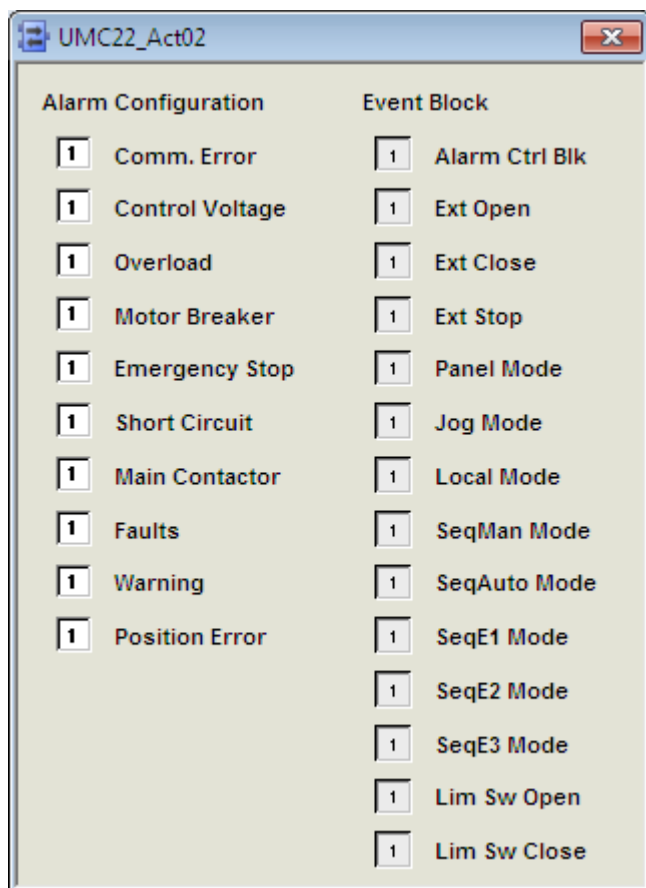 UMC22_Act02
Alarm Configuration Event Block
1 Comm. Error 1 Alarm Ctrl Blk
1 Control Voltage 1 Ext Open
1 Overload 1 Ext Close
1 Motor Breaker 1 Ext Stop
1 Emergency Stop 1 Panel Mode
1 Short Circuit 1 Jog Mode
1 Main Contactor 1 Local Mode
1 Faults 1 SeqMan Mode
1 Warning 1 SeqAuto Mode
1 Position Error 1 SeqE1 Mode
1 SeqE2 Mode
1 SeqE3 Mode
1 Lim Sw Open
1 Lim Sw Close